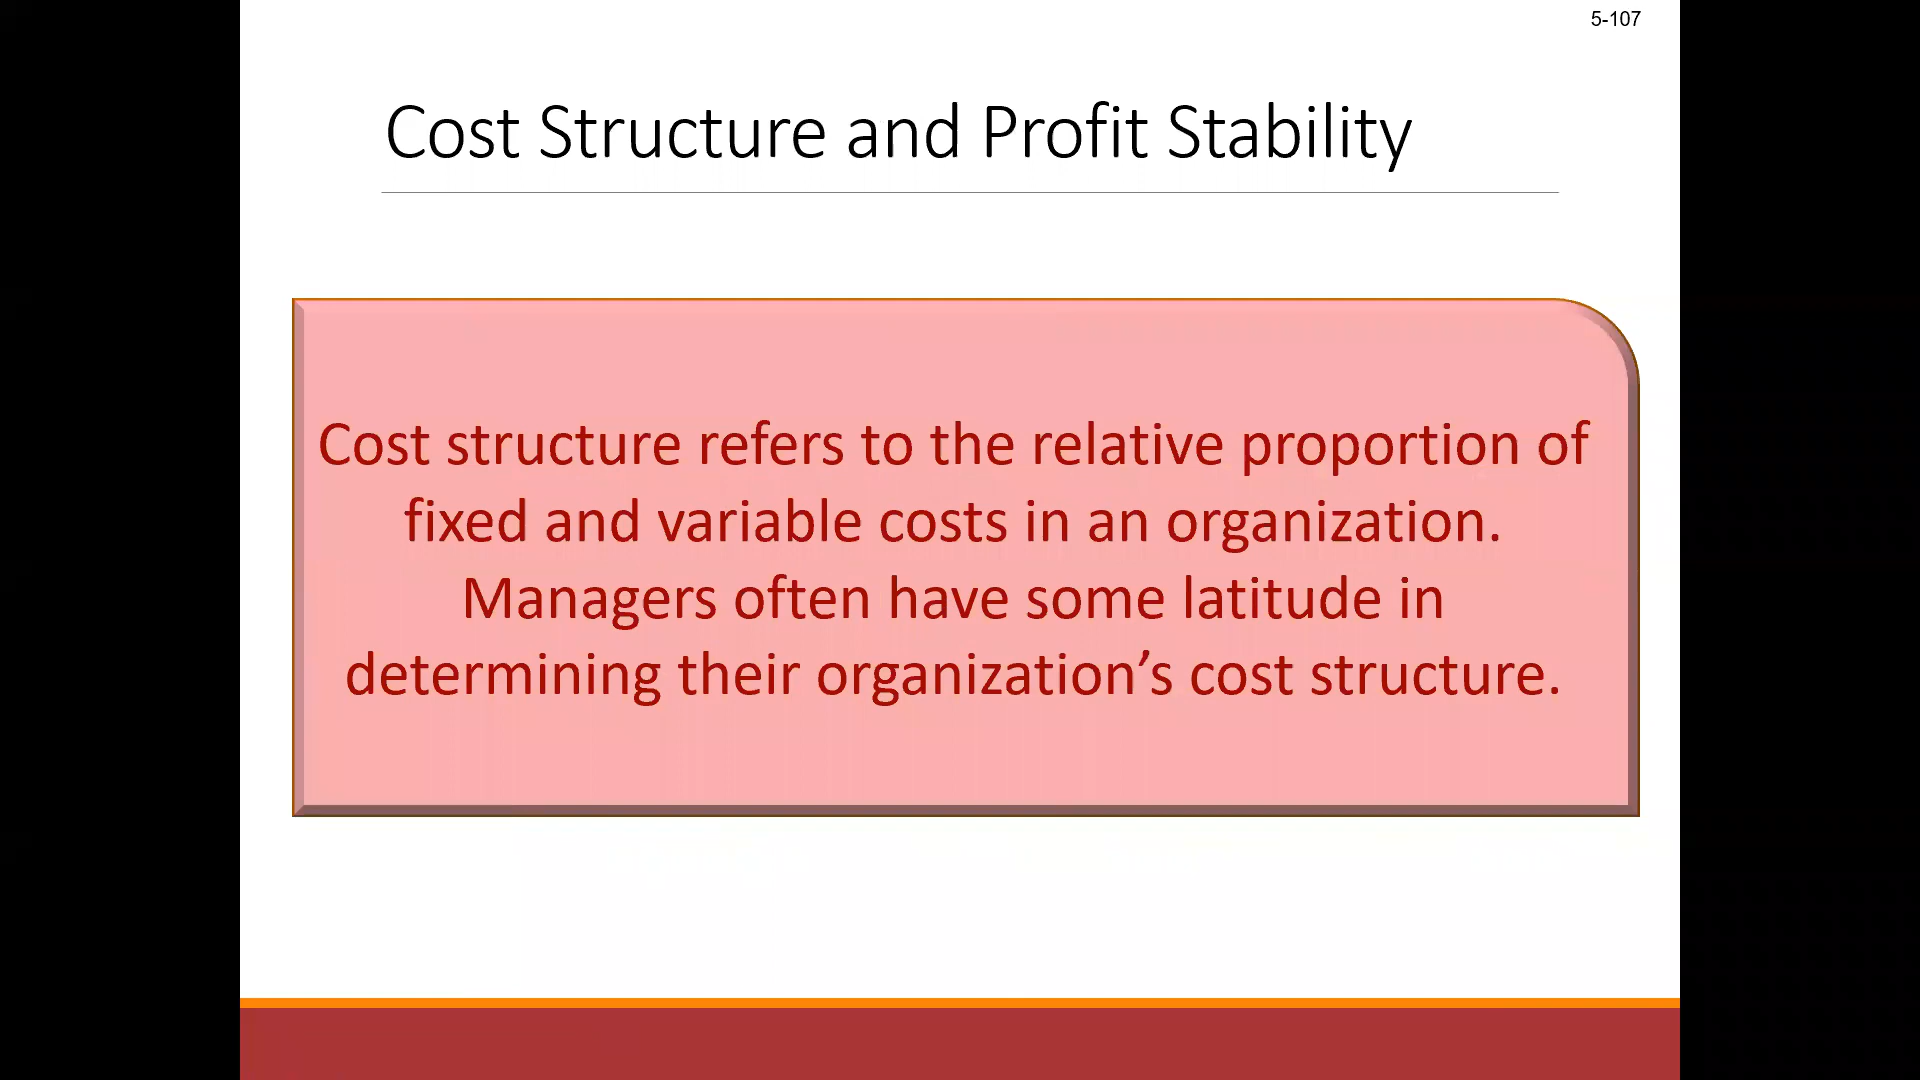 5-107
Cost Structure and Profit Stability
Cost structure refers to the relative proportion of
fixed and variable costs in an organization.
Managers often have some latitude in
determining their organization’s cost structure.